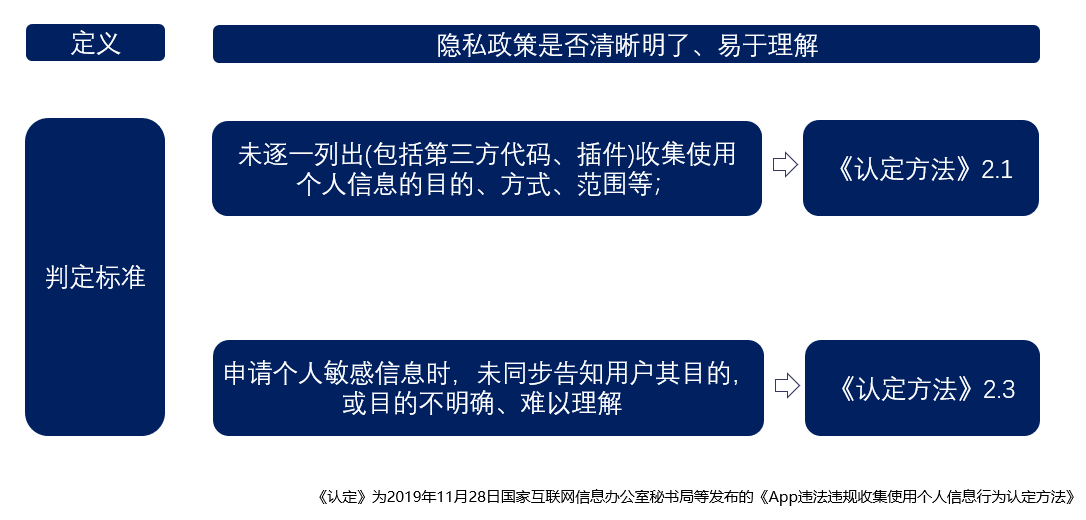 定义
隐私政策是否清晰明了、易于理解
判定标准
未逐一列出(包括第三方代码、插件)收集使用
个人信息的目的、方式、范围等;
《认定方法》2.1
申请个人敏感信息时，未同步告知用户其目的,
或目的不明确、难以理解
《认定方法》2.3
《认定》为2019年11月28日国家互联网信息办公室秘书局等发布的《App违法违规收集使用个人信息行为认定方法》